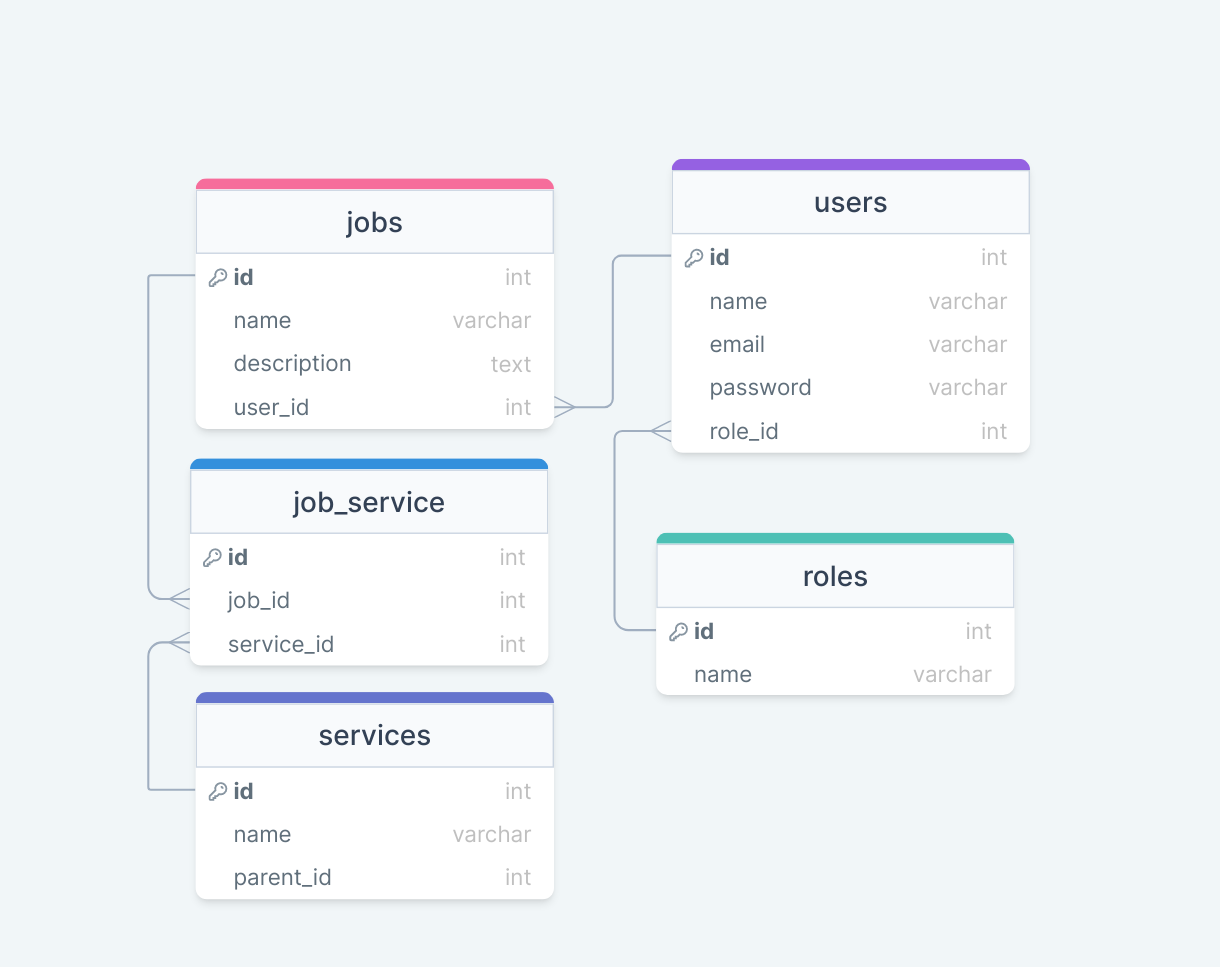 jobs
id int
name varchar
description text
user_id int
users
id int
name varchar
email varchar
password varchar
role_id int
job_service
id int
job_id int
service_id int
roles
id int
name varchar
services
id int
name varchar
parent_id int